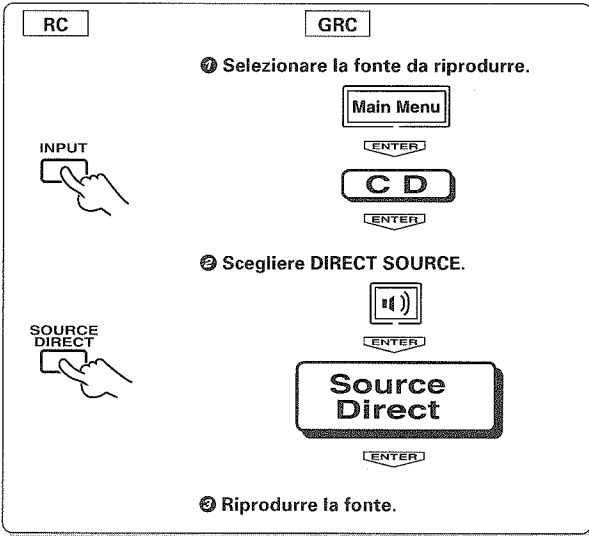 RC
GRC
❶ Selezionare la fonte da riprodurre.
Main Menu
INPUT
ENTER
C D
ENTER
❷ Scegliere DIRECT SOURCE.
SOURCE
DIRECT
ENTER
Source
Direct
ENTER
❸ Riprodurre la fonte.